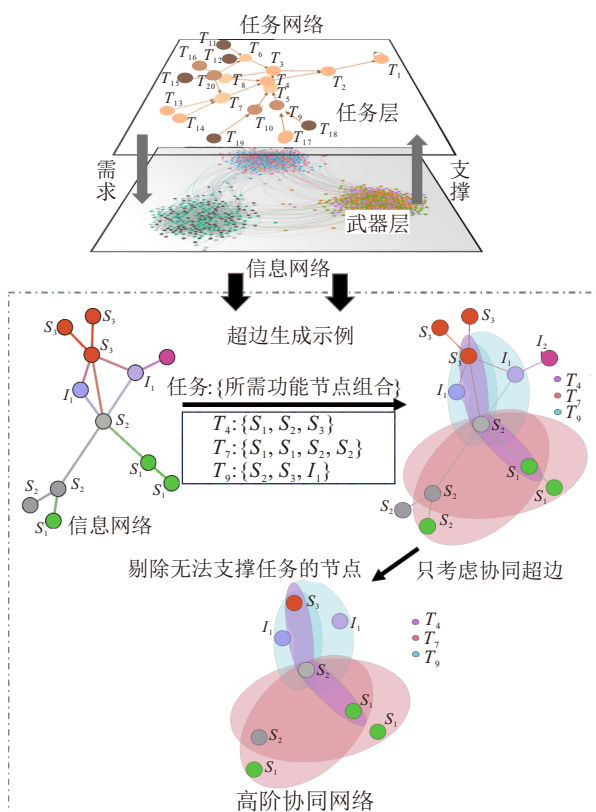 任务网络
T11
T16
T12
T6
T3
T1
T15
T20
T8
T4
T2
T5
T13
T7
T9
任务层
T14
T10
T18
T19
T17
需求
支撑
武器层
信息网络
超边生成示例
S3
S3
S3
I1
I1
S2
S1
S1
S2
S2
S1
信息网络
任务:{所需功能节点组合}
T4:{S1, S2, S3}
T7:{S1, S1, S2, S2}
T9:{S2, S3, I1}
S3
S3
S3
I1
I2
I1
S2
S1
S1
S2
S2
S2
T4
T7
T9
剔除无法支撑任务的节点
只考虑协同超边
S3
I1
I1
S2
S1
S1
S2
S1
T4
T7
T9
高阶协同网络